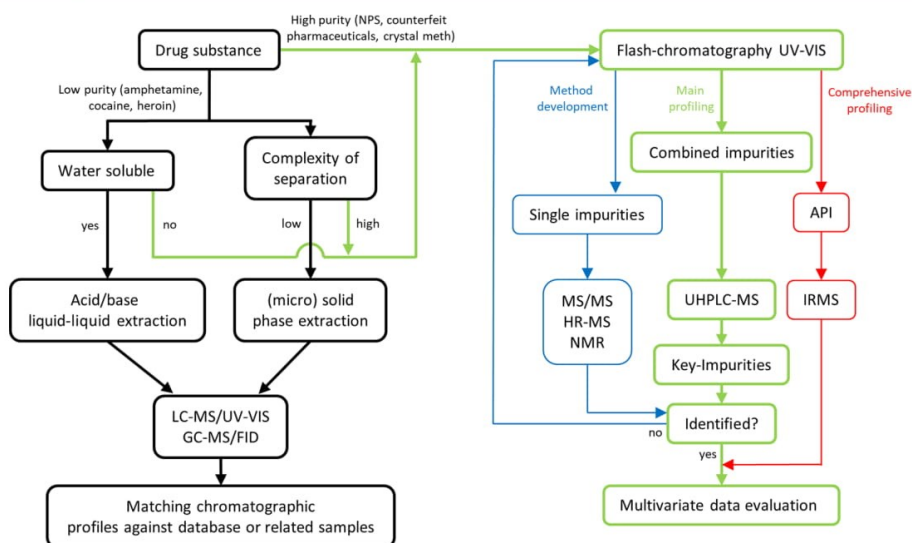 High purity (NPS, counterfeit
pharmaceuticals, crystal meth)
Drug substance
Low purity (amphetamine,
cocaine, heroin)
Water soluble
Complexity of
separation
yes
no
low
high
Acid/base
liquid-liquid extraction
(micro) solid
phase extraction
LC-MS/UV-VIS
GC-MS/FID
Matching chromatographic
profiles against database or related samples
Flash-chromatography UV-VIS
Method
development
Main
profiling
Comprehensive
profiling
Combined impurities
Single impurities
API
MS/MS
HR-MS
NMR
UHPLC-MS
IRMS
Key-Impurities
Identified?
no
yes
Multivariate data evaluation